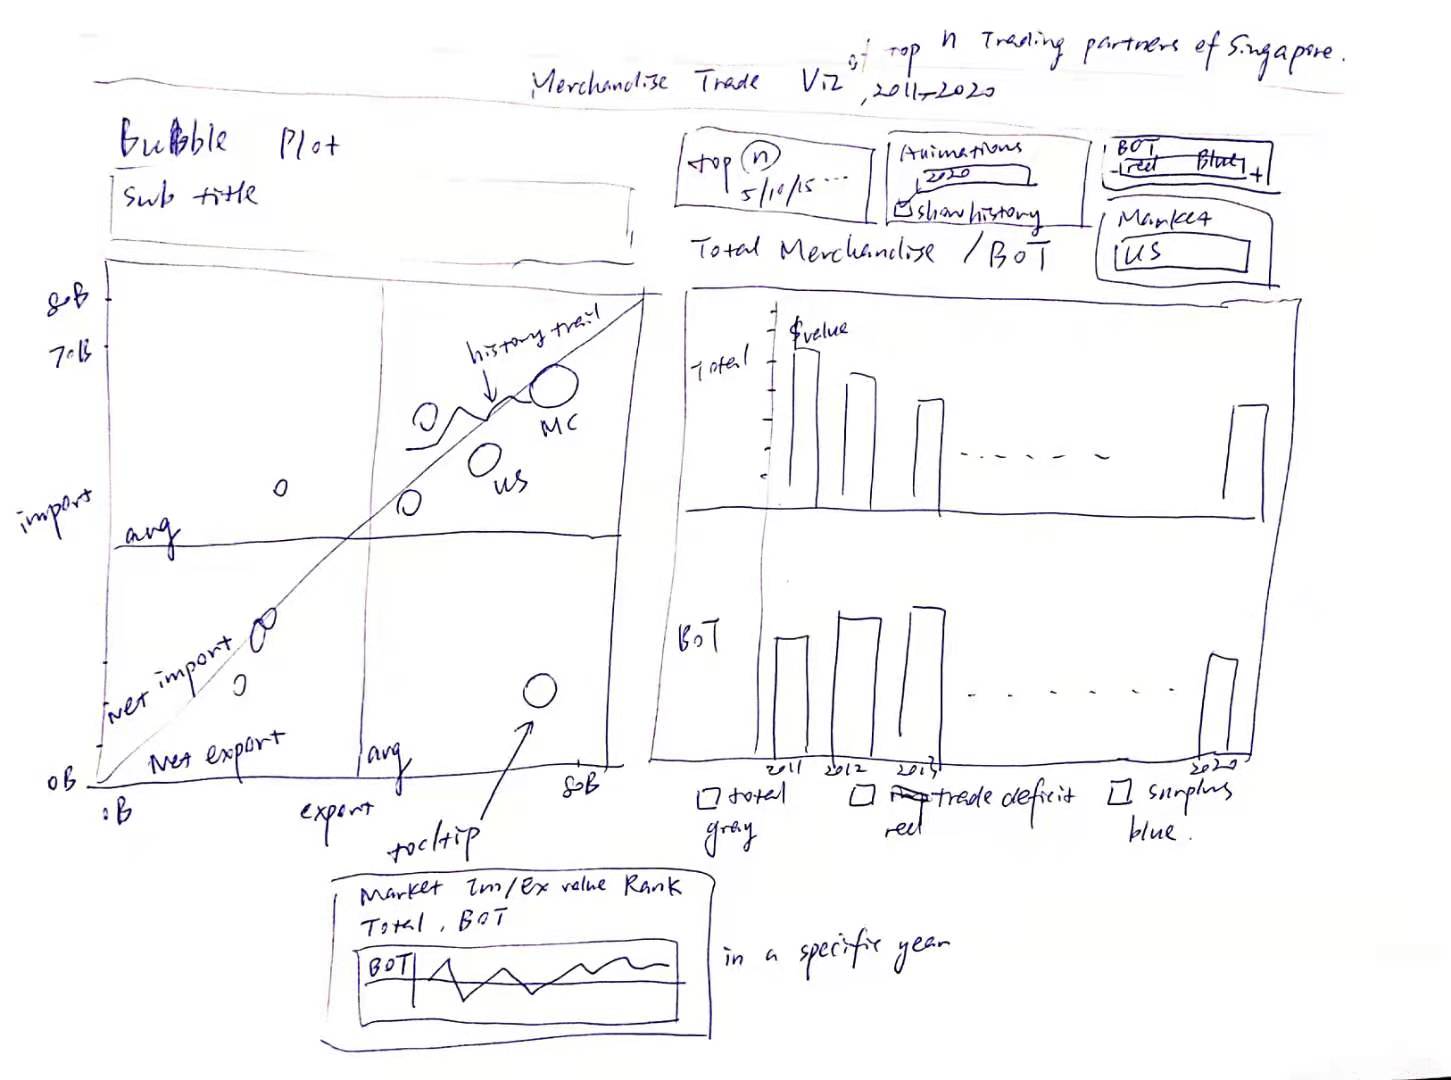 of Top n Trading partners of Singapore.
Merchandise Trade Viz , 2011-2020
Bubble Plot
Sub title
top n
5/10/15 ...
Animations
2020
show history
BOT
- red Blue +
Market
US
Total Merchandise / BOT
80B
70B
import
0B
avg
history trail
MC
US
Net import
Net export
avg
0B
export
80B
tooltip
Market Im/Ex value Rank
Total , BOT
BOT
in a specific year
Total
$value
BOT
2011 2012 2013 2020
total
gray
trade deficit
red
surplus
blue.